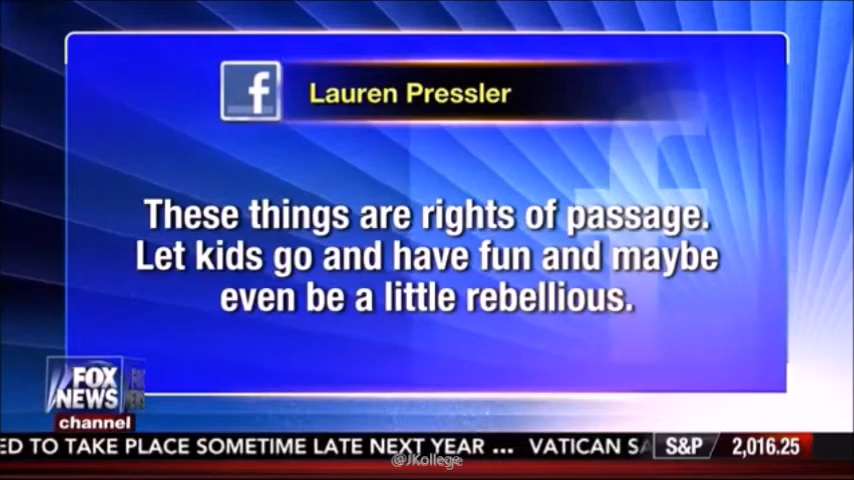 f Lauren Pressler
These things are rights of passage.
Let kids go and have fun and maybe
even be a little rebellious.
FOX
NEWS
channel
ED TO TAKE PLACE SOMETIME LATE NEXT YEAR ... VATICAN S
S&P 2,016.25
@JKollege